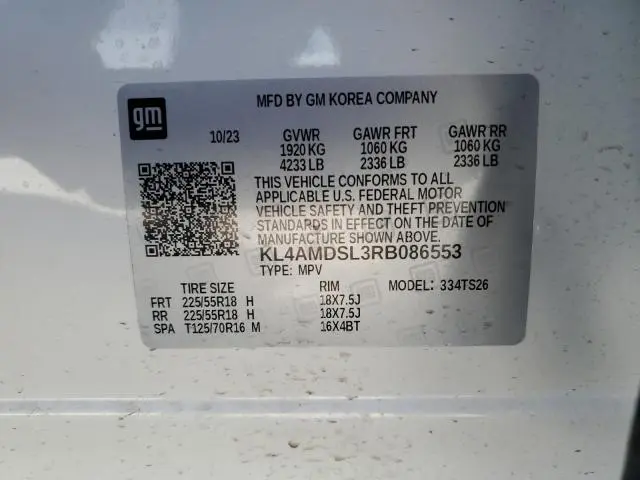 gm
MFD BY GM KOREA COMPANY
10/23 GVWR GAWR FRT GAWR RR
1920 KG 1060 KG 1060 KG
4233 LB 2336 LB 2336 LB
THIS VEHICLE CONFORMS TO ALL
APPLICABLE U.S. FEDERAL MOTOR
VEHICLE SAFETY AND THEFT PREVENTION
STANDARDS IN EFFECT ON THE DATE OF
MANUFACTURE SHOWN ABOVE.
KL4AMDSL3RB086553
TYPE: MPV
TIRE SIZE RIM MODEL: 334TS26
FRT 225/55R18 H 18X7.5J
RR 225/55R18 H 18X7.5J
SPA T125/70R16 M 16X4BT